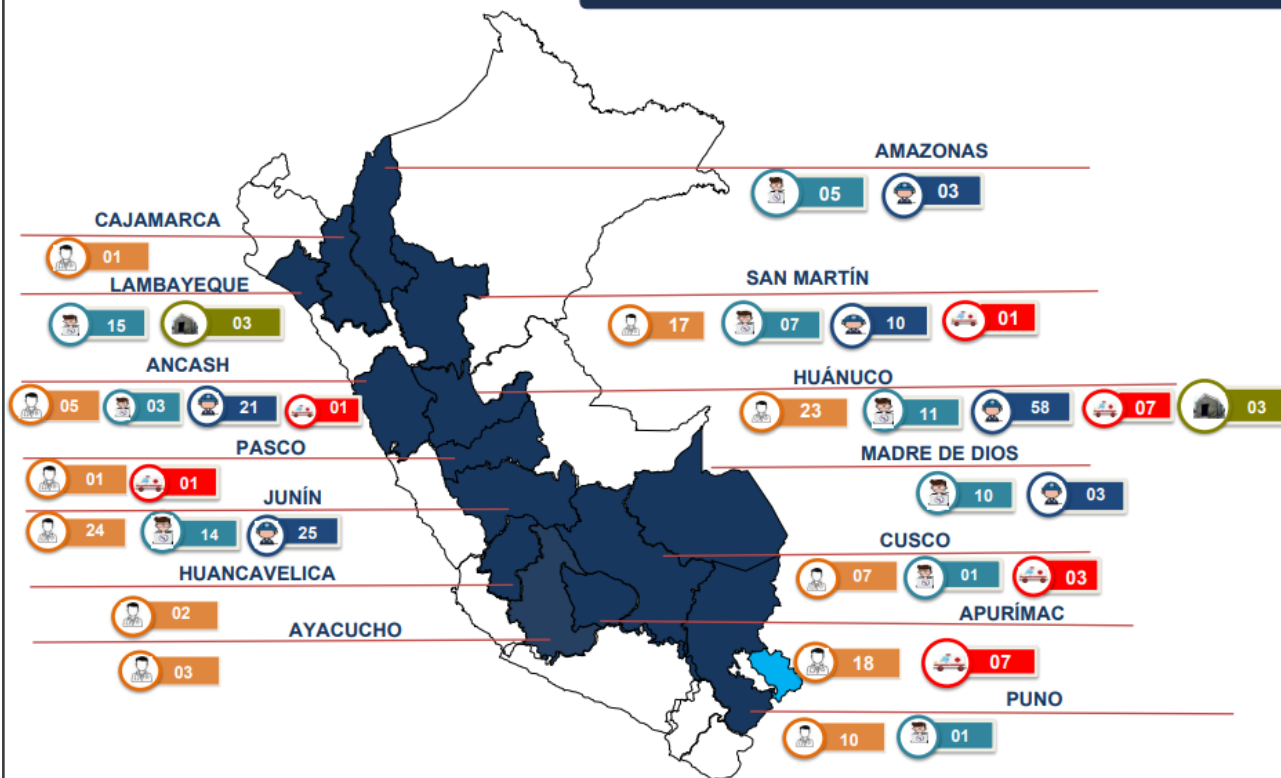 AMAZONAS
05 03
CAJAMARCA
01
LAMBAYEQUE
15 03
SAN MARTÍN
17 07 10 01
ANCASH
05 03 21 01
HUÁNUCO
23 11 58 07 03
PASCO
01 01
MADRE DE DIOS
10 03
JUNÍN
24 14 25
CUSCO
07 01 03
HUANCAVELICA
02
APURÍMAC
18 07
AYACUCHO
03
PUNO
10 01